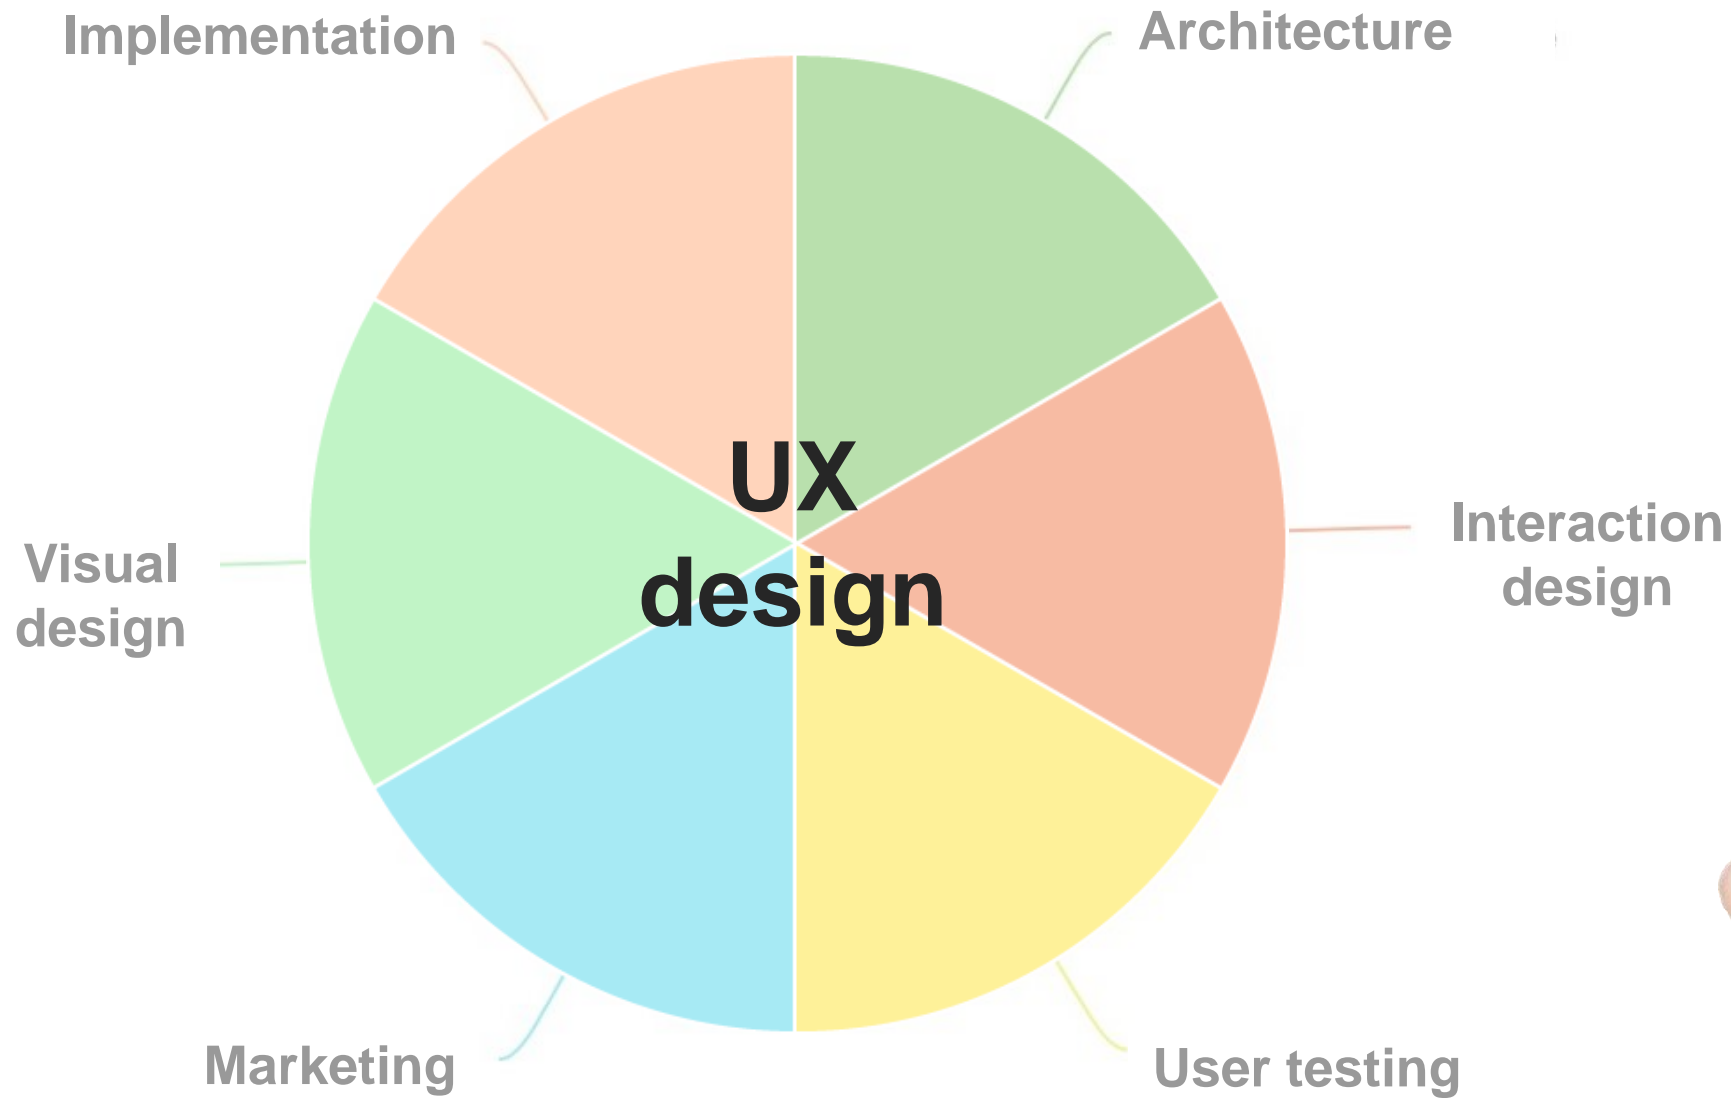 Implementation
Architecture
UX
design
Interaction
design
Visual
design
Marketing
User testing